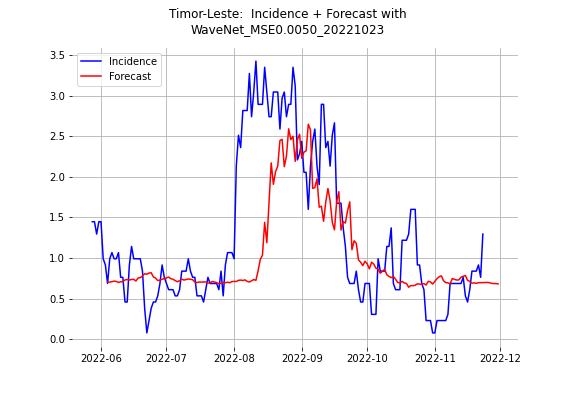 Timor-Leste:  Incidence + Forecast with
WaveNet_MSE0.0050_20221023
Incidence
Forecast
3.5
3.0
2.5
2.0
1.5
1.0
0.5
0.0
2022-06 2022-07 2022-08 2022-09 2022-10 2022-11 2022-12